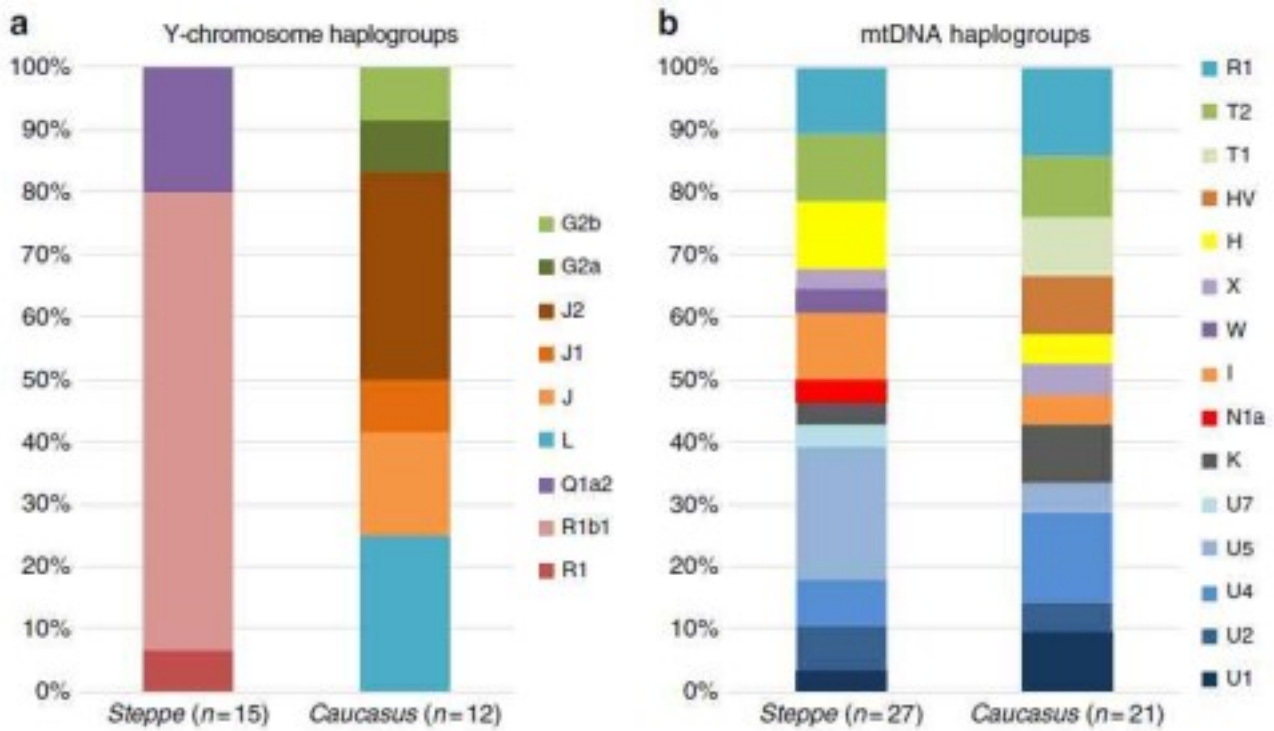 a
Y-chromosome haplogroups
100%
90%
80%
70%
60%
50%
40%
30%
20%
10%
0%
Steppe (n=15)
Caucasus (n=12)
G2b
G2a
J2
J1
J
L
Q1a2
R1b1
R1
b
mtDNA haplogroups
100%
90%
80%
70%
60%
50%
40%
30%
20%
10%
0%
Steppe (n=27)
Caucasus (n=21)
R1
T2
T1
HV
H
X
W
I
N1a
K
U7
U5
U4
U2
U1